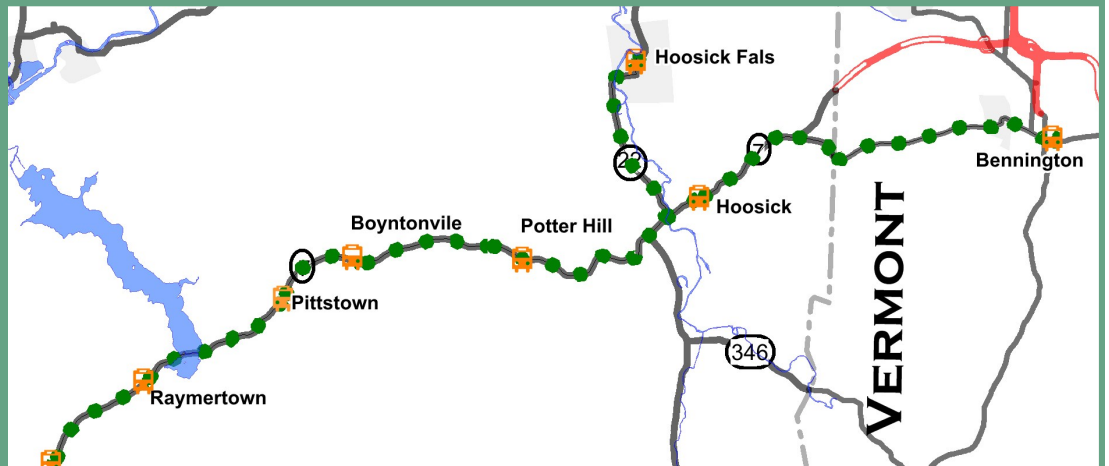 Hoosick Fals
22
7
Bennington
Hoosick
Boyntonvile
Potter Hill
Pittstown
346
VERMONT
Raymertown